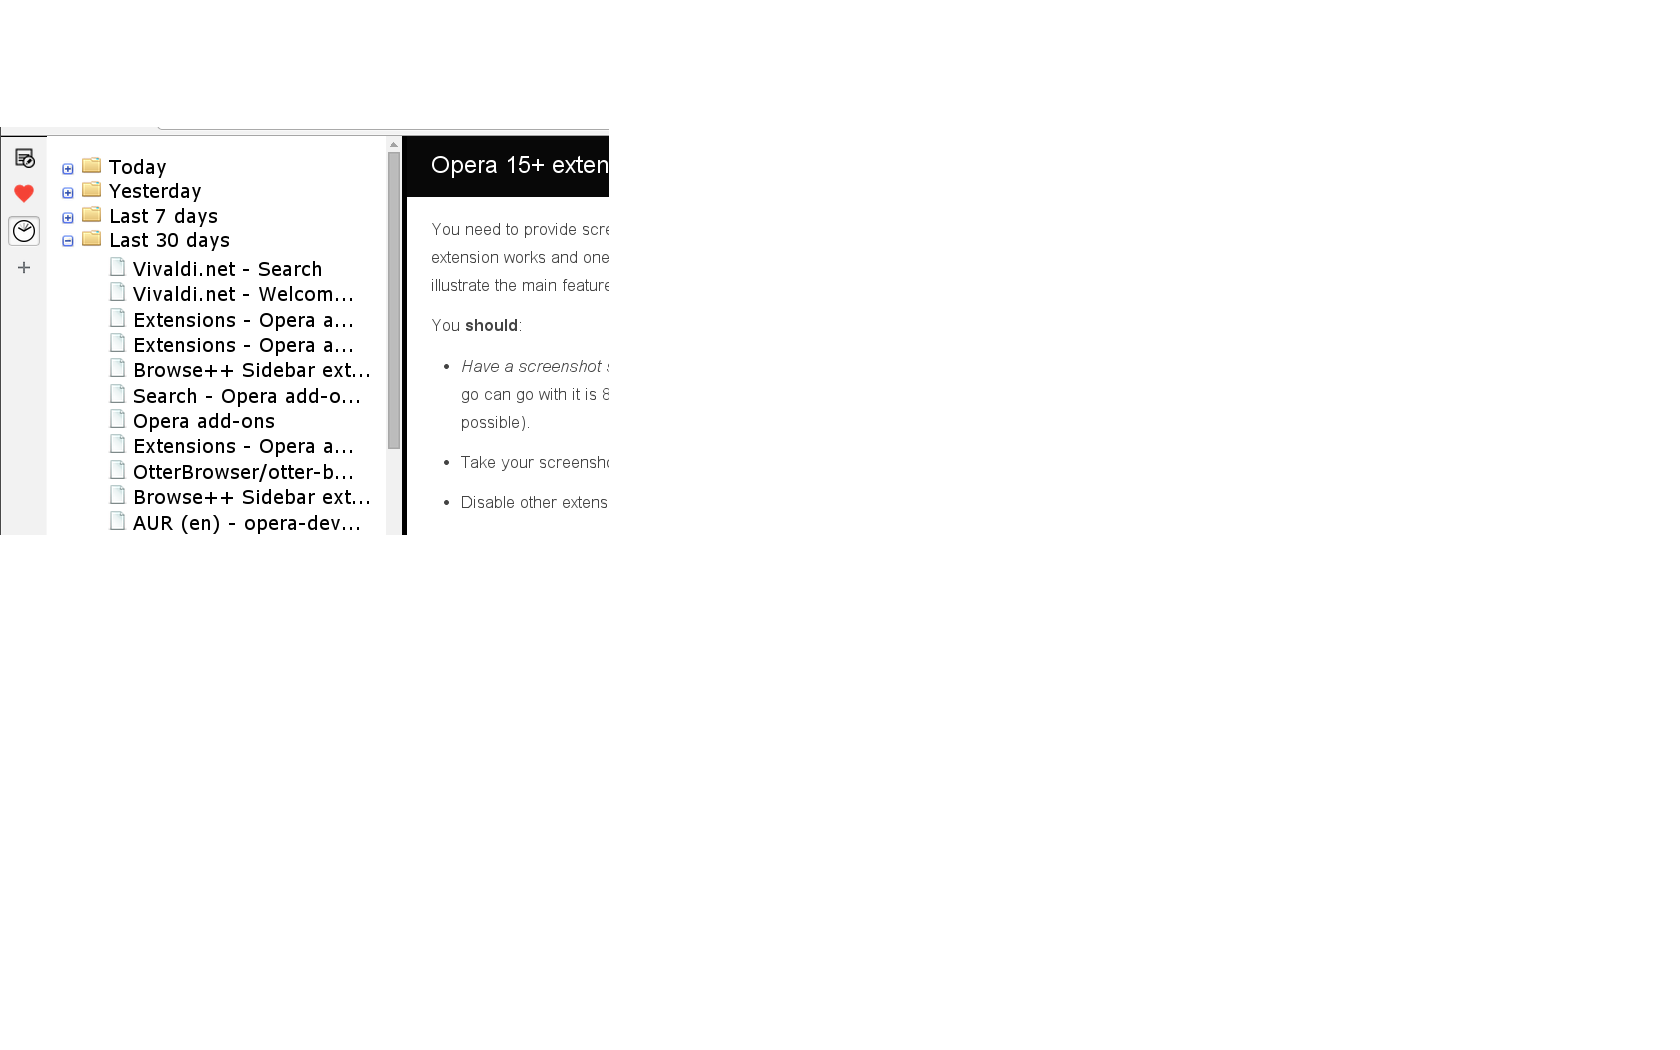 Today
Yesterday
Last 7 days
Last 30 days
Vivaldi.net - Search
Vivaldi.net - Welcom...
Extensions - Opera a...
Extensions - Opera a...
Browse++ Sidebar ext...
Search - Opera add-o...
Opera add-ons
Extensions - Opera a...
OtterBrowser/otter-b...
Browse++ Sidebar ext...
AUR (en) - opera-dev...
Opera 15+ exten
You need to provide scre
extension works and one
illustrate the main feature
You should:
• Have a screenshot
go can go with it is 8
possible).
• Take your screensho
• Disable other extens